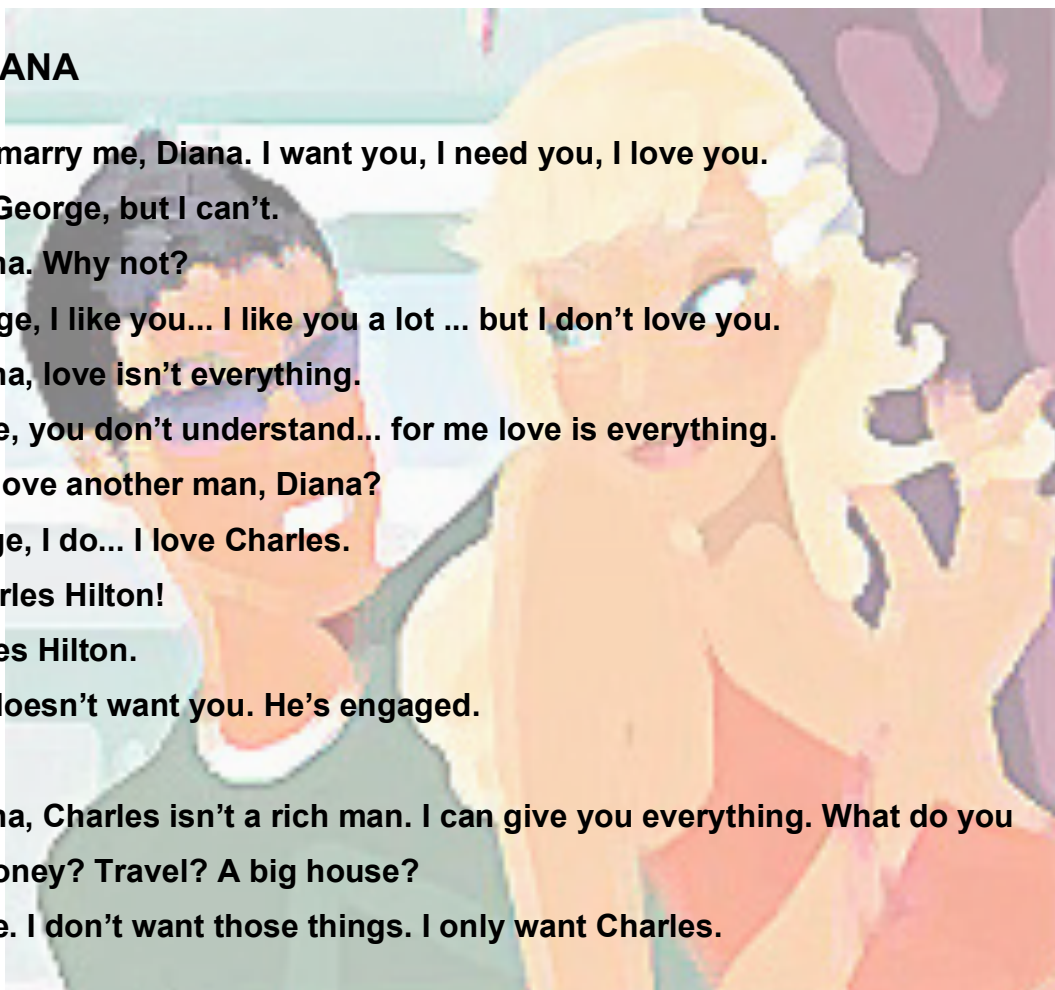 ANA
marry me, Diana. I want you, I need you, I love you.
George, but I can’t.
na. Why not?
ge, I like you... I like you a lot ... but I don’t love you.
na, love isn’t everything.
e, you don’t understand... for me love is everything.
ove another man, Diana?
ge, I do... I love Charles.
rles Hilton!
es Hilton.
doesn’t want you. He’s engaged.
na, Charles isn’t a rich man. I can give you everything. What do you
oney? Travel? A big house?
e. I don’t want those things. I only want Charles.